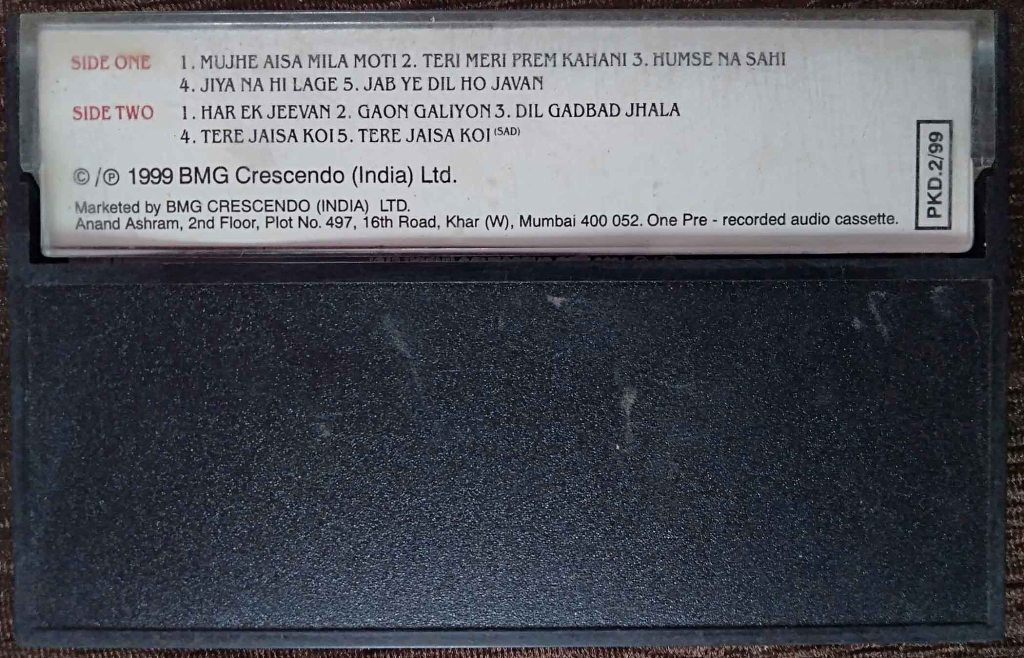 SIDE ONE 1. MUJHE AISA MILA MOTI 2. TERI MERI PREM KAHANI 3. HUMSE NA SAHI
4. JIYA NA HI LAGE 5. JAB YE DIL HO JAVAN
SIDE TWO 1. HAR EK JEEVAN 2. GAON GALIYON 3. DIL GADBAD JHALA
4. TERE JAISA KOI 5. TERE JAISA KOI (SAD)
© / ℗ 1999 BMG Crescendo (India) Ltd.
Marketed by BMG CRESCENDO (INDIA) LTD.
Anand Ashram, 2nd Floor, Plot No. 497, 16th Road, Khar (W), Mumbai 400 052. One Pre - recorded audio cassette.
PKD.2/99